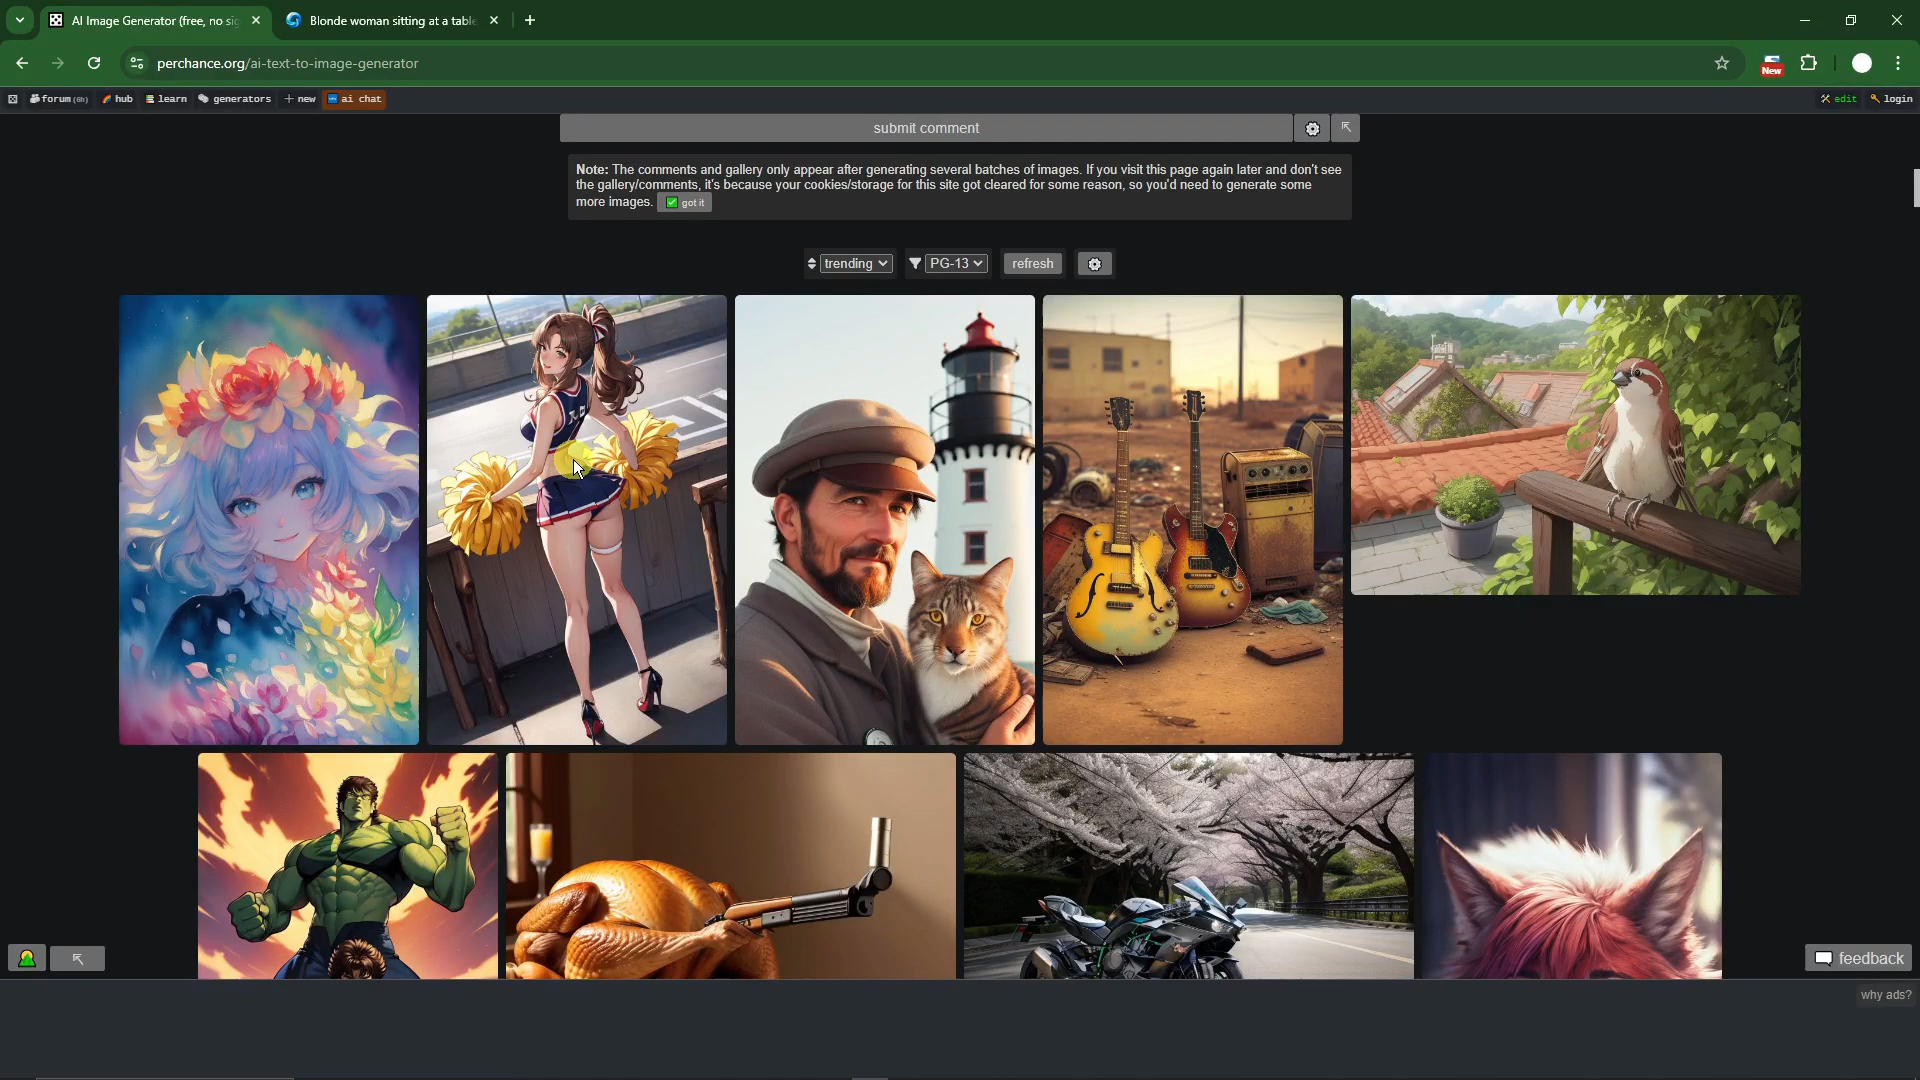 AI Image Generator (free, no sig
Blonde woman sitting at a table
perchance.org/ai-text-to-image-generator
New
forum(6h) hub learn generators + new ai chat
edit login
submit comment
Note: The comments and gallery only appear after generating several batches of images. If you visit this page again later and don't see
the gallery/comments, it's because your cookies/storage for this site got cleared for some reason, so you'd need to generate some
more images. got it
trending PG-13 refresh
feedback
why ads?